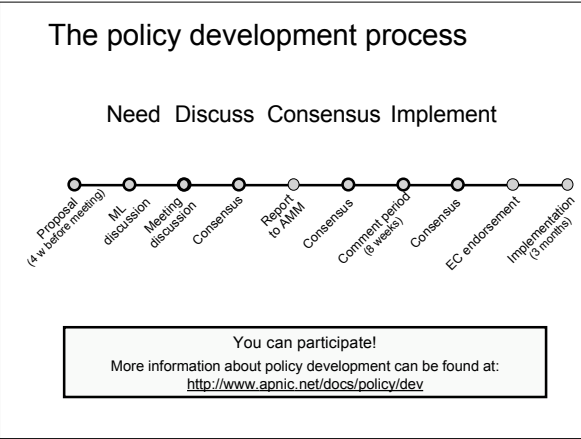 The policy development process
Need Discuss Consensus Implement
Proposal
(4 w before meeting)
ML
discussion
Meeting
discussion
Consensus
Report
to AMM
Consensus
Comment period
(8 weeks)
Consensus
EC endorsement
Implementation
(3 months)
You can participate!
More information about policy development can be found at:
http://www.apnic.net/docs/policy/dev